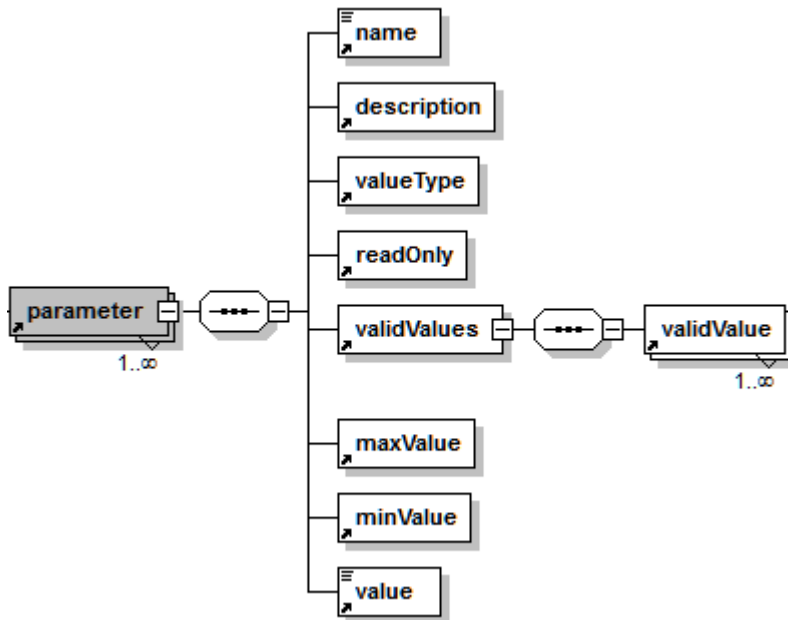 name
description
valueType
readOnly
parameter
1..∞
validValues
validValue
1..∞
maxValue
minValue
value